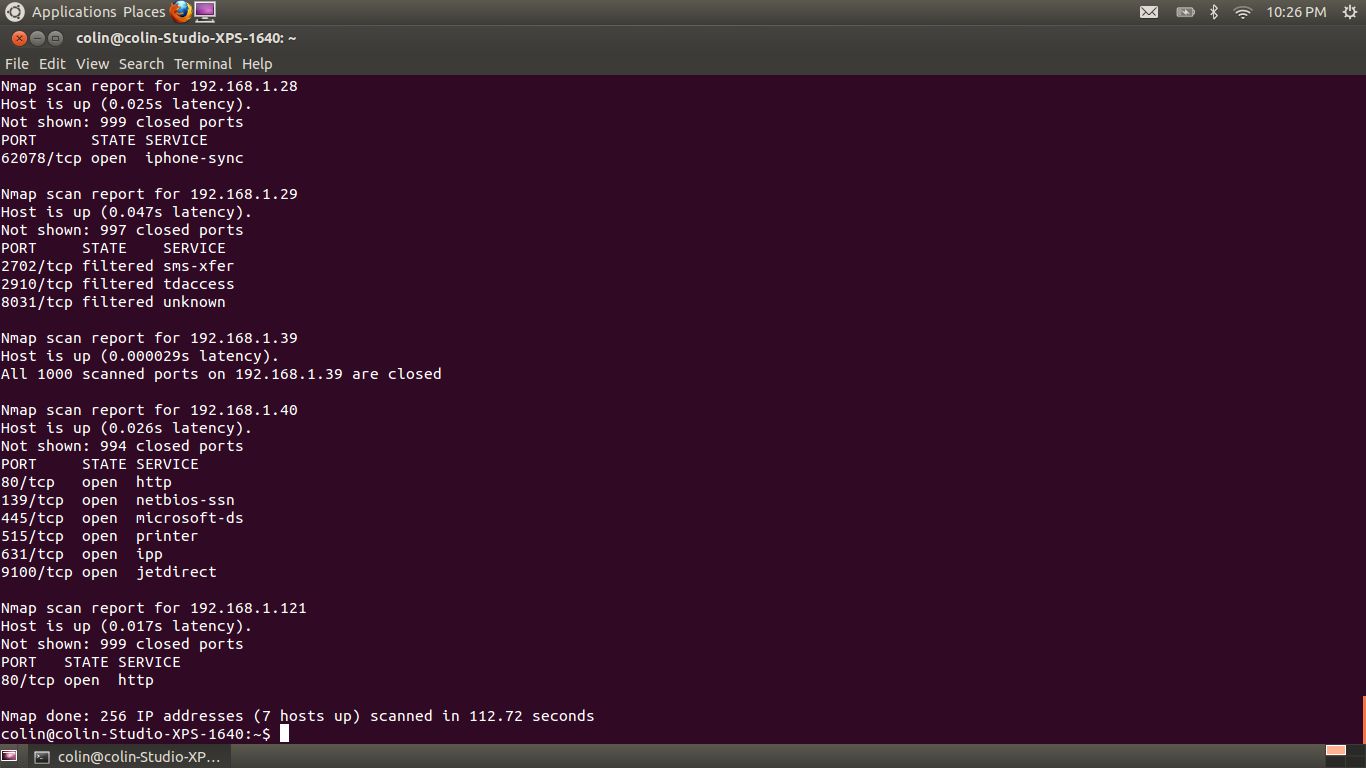 Applications Places 10:26 PM
colin@colin-Studio-XPS-1640: ~
File Edit View Search Terminal Help
Nmap scan report for 192.168.1.28
Host is up (0.025s latency).
Not shown: 999 closed ports
PORT      STATE SERVICE
62078/tcp open  iphone-sync
Nmap scan report for 192.168.1.29
Host is up (0.047s latency).
Not shown: 997 closed ports
PORT     STATE    SERVICE
2702/tcp filtered sms-xfer
2910/tcp filtered tdaccess
8031/tcp filtered unknown
Nmap scan report for 192.168.1.39
Host is up (0.000029s latency).
All 1000 scanned ports on 192.168.1.39 are closed
Nmap scan report for 192.168.1.40
Host is up (0.026s latency).
Not shown: 994 closed ports
PORT     STATE SERVICE
80/tcp   open  http
139/tcp  open  netbios-ssn
445/tcp  open  microsoft-ds
515/tcp  open  printer
631/tcp  open  ipp
9100/tcp open  jetdirect
Nmap scan report for 192.168.1.121
Host is up (0.017s latency).
Not shown: 999 closed ports
PORT   STATE SERVICE
80/tcp open  http
Nmap done: 256 IP addresses (7 hosts up) scanned in 112.72 seconds
colin@colin-Studio-XPS-1640:~$
colin@colin-Studio-XP...